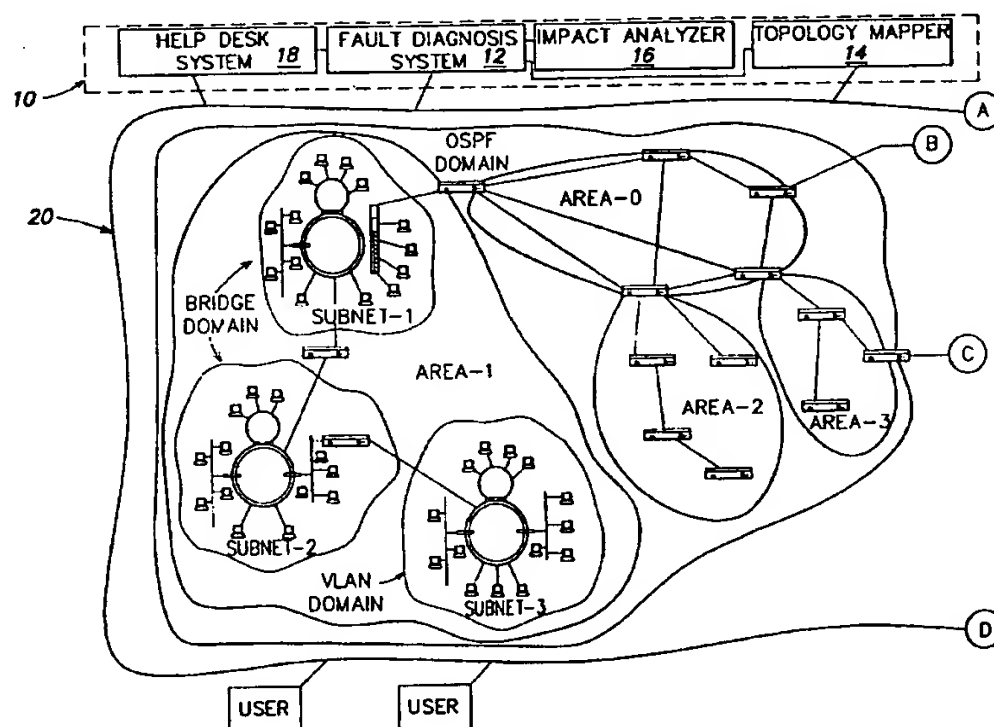 HELP DESK
SYSTEM 18
FAULT DIAGNOSIS
SYSTEM 12
IMPACT ANALYZER
16
TOPOLOGY MAPPER
14
10
A
OSPF
DOMAIN
B
AREA-0
20
BRIDGE
DOMAIN
SUBNET-1
AREA-1
C
AREA-2
AREA-3
SUBNET-2
VLAN
DOMAIN
SUBNET-3
D
USER
USER